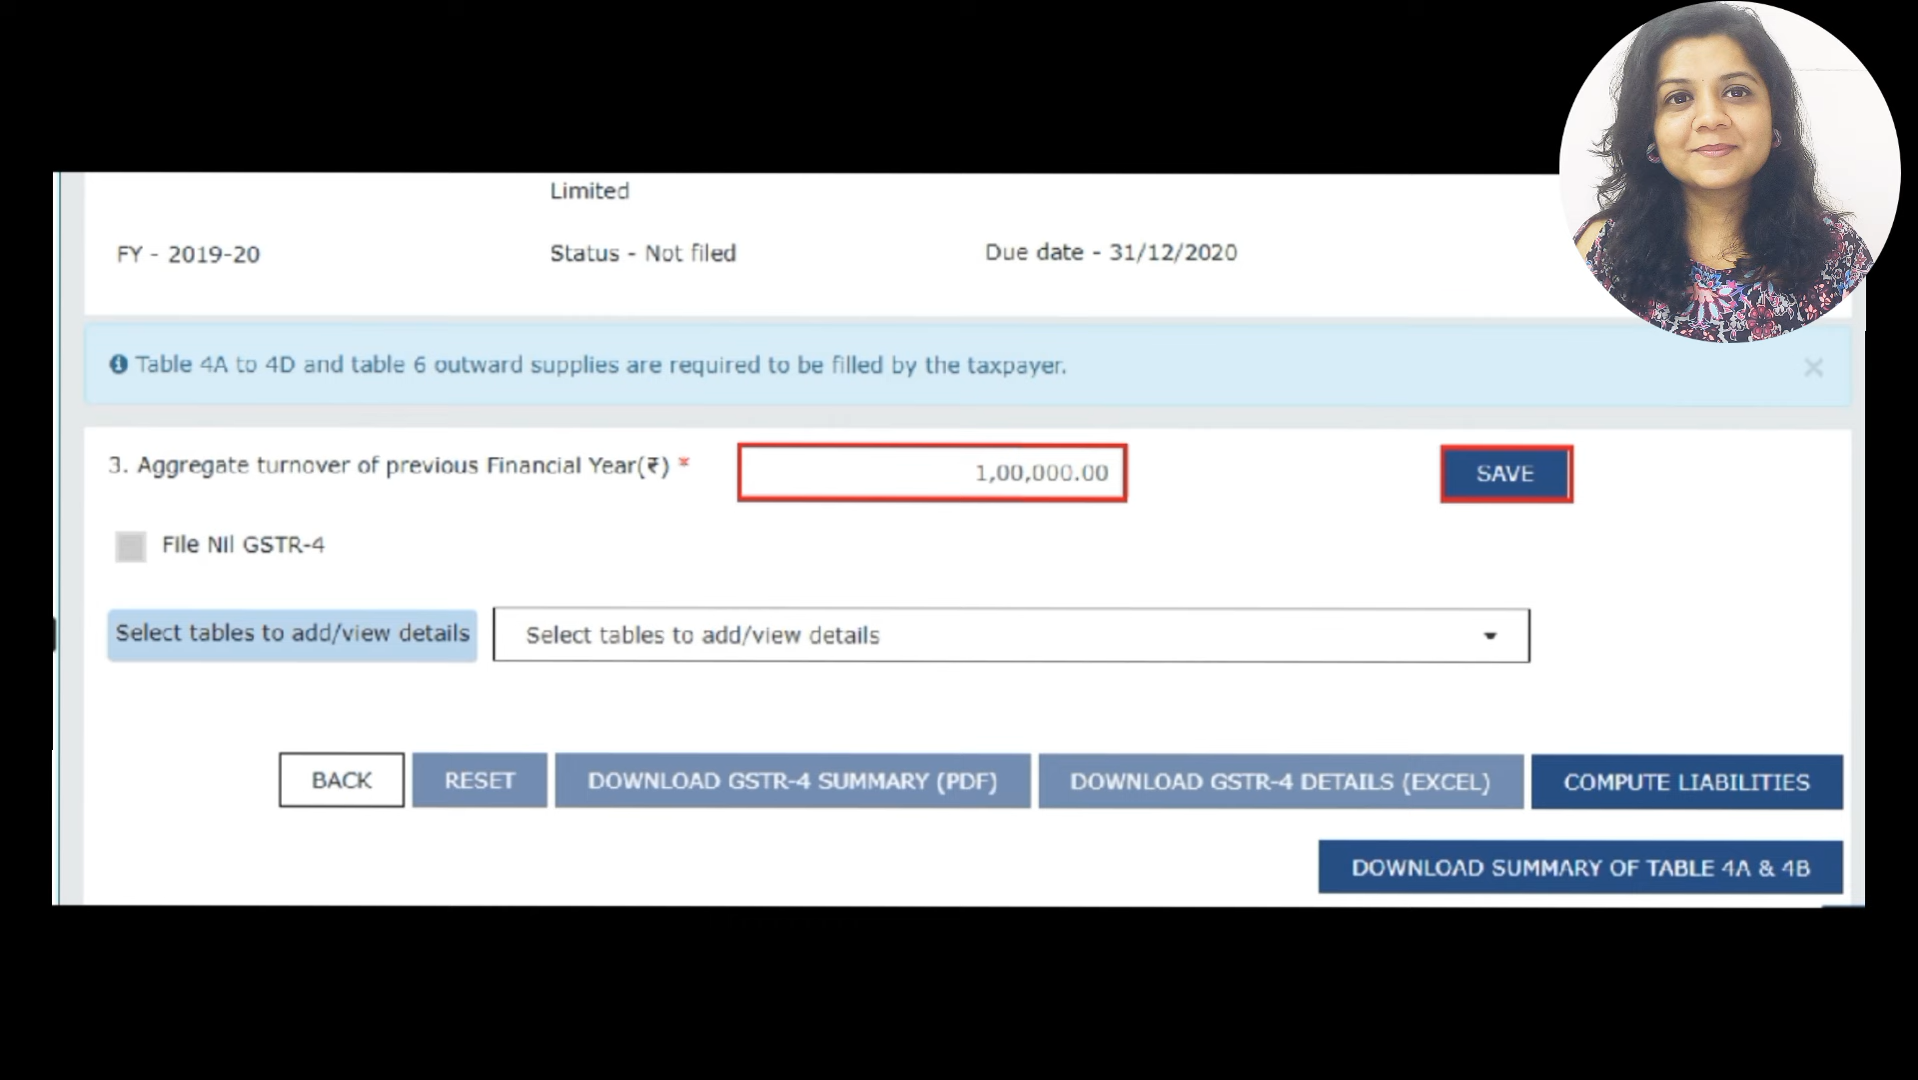 Limited
FY - 2019-20 Status - Not filed Due date - 31/12/2020
Table 4A to 4D and table 6 outward supplies are required to be filled by the taxpayer.
3. Aggregate turnover of previous Financial Year(₹) * 1,00,000.00 SAVE
File Nil GSTR-4
Select tables to add/view details Select tables to add/view details
BACK RESET DOWNLOAD GSTR-4 SUMMARY (PDF) DOWNLOAD GSTR-4 DETAILS (EXCEL) COMPUTE LIABILITIES
DOWNLOAD SUMMARY OF TABLE 4A & 4B